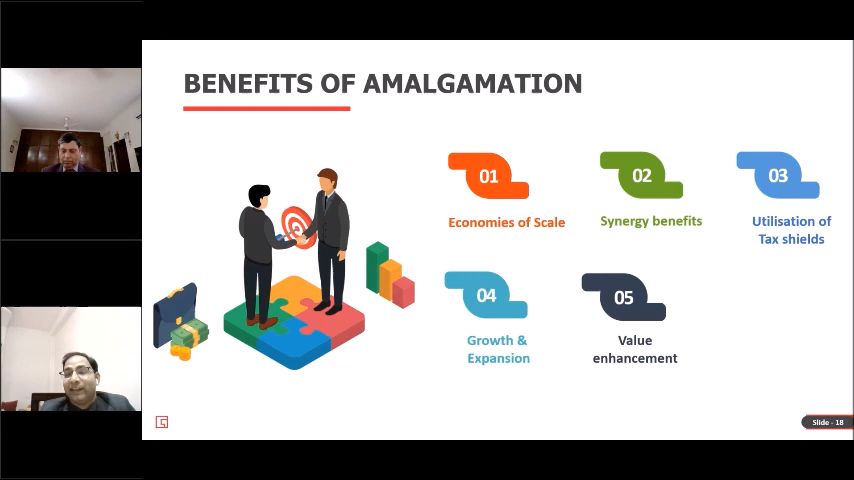 BENEFITS OF AMALGAMATION
01
Economies of Scale
02
Synergy benefits
03
Utilisation of
Tax shields
04
Growth &
Expansion
05
Value
enhancement
Slide - 18